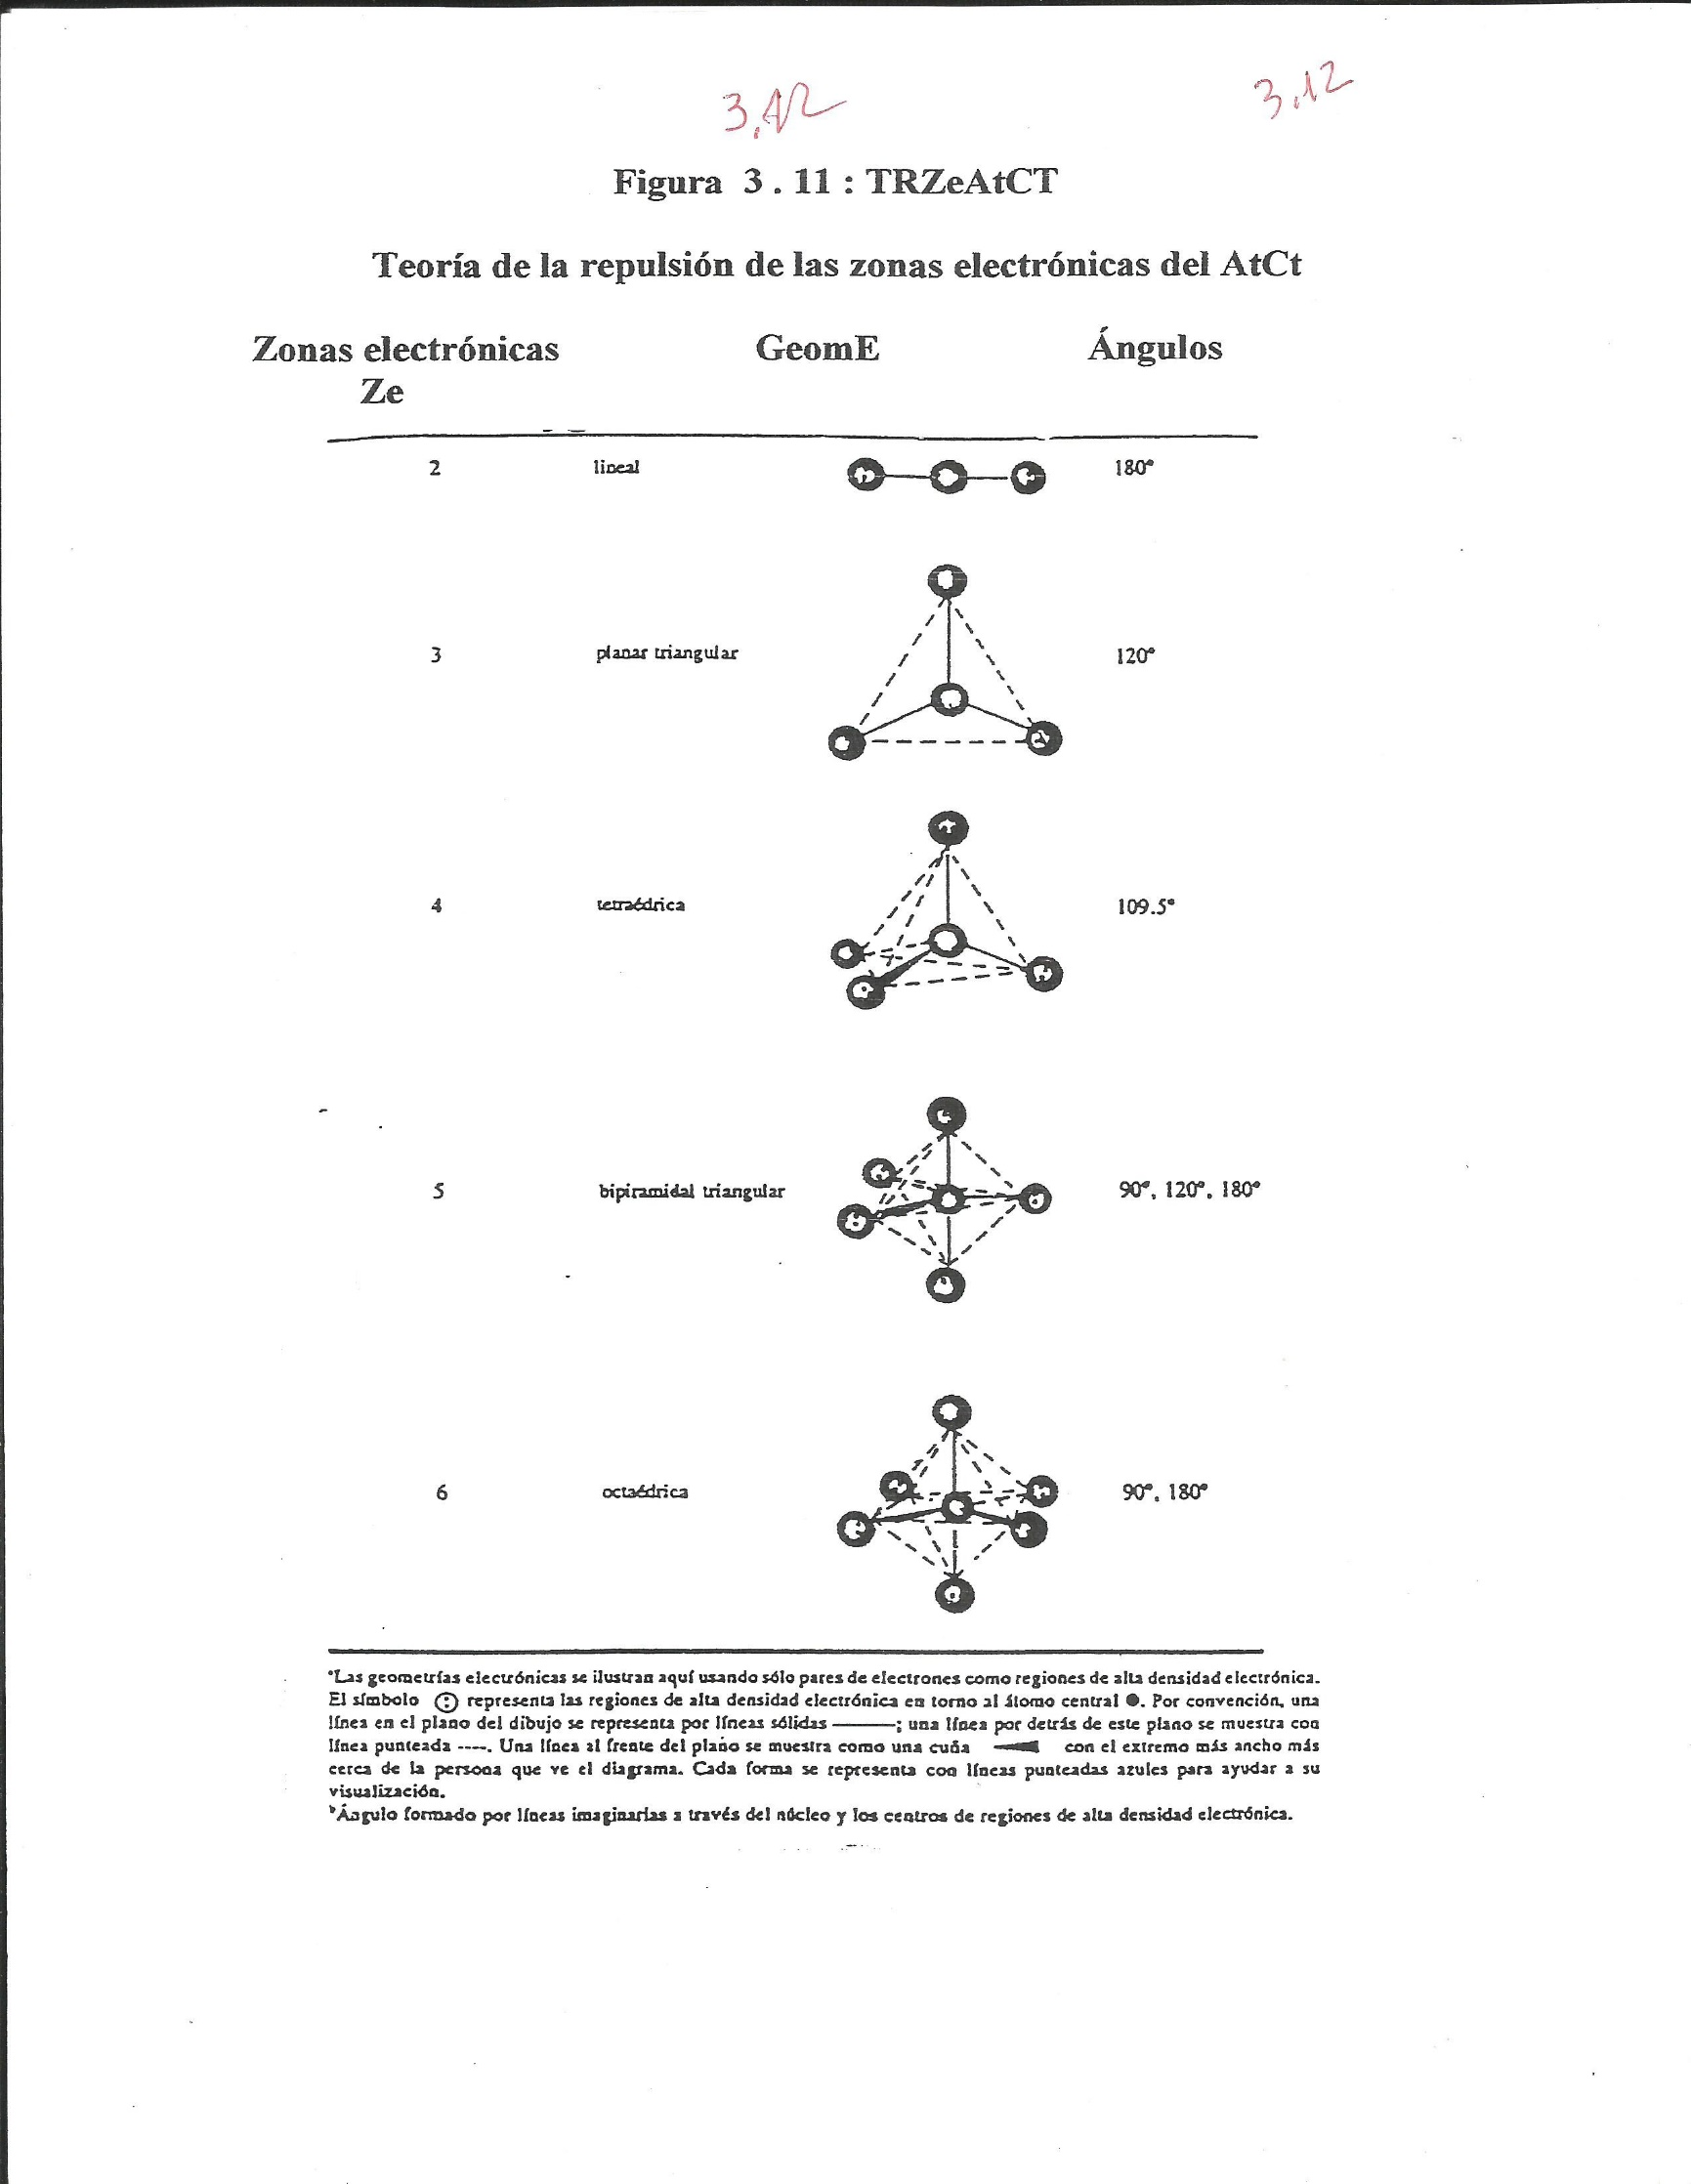 3.12 3.12
Figura 3 . 11 : TRZeAtCT
Teoría de la repulsión de las zonas electrónicas del AtCt
Zonas electrónicas GeomE Ángulos
Ze
2 lineal 180°
3 planar triangular 120°
4 tetraédrica 109.5°
5 bipiramidal triangular 90°, 120°, 180°
6 octaédrica 90°, 180°
ᵃLas geometrías electrónicas se ilustran aquí usando sólo pares de electrones como regiones de alta densidad electrónica.
El símbolo representa las regiones de alta densidad electrónica en torno al átomo central ●. Por convención, una
línea en el plano del dibujo se representa por líneas sólidas ———; una línea por detrás de este plano se muestra con
línea punteada ----. Una línea al frente del plano se muestra como una cuña con el extremo más ancho más
cerca de la persona que ve el diagrama. Cada forma se representa con líneas punteadas azules para ayudar a su
visualización.
ᵇÁngulo formado por líneas imaginarias a través del núcleo y los centros de regiones de alta densidad electrónica.